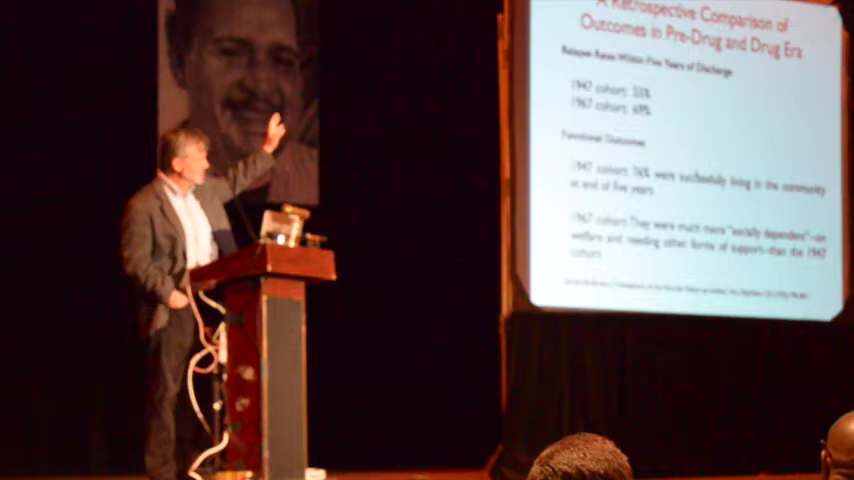 A Retrospective Comparison of
Outcomes in Pre-Drug and Drug Era
Relapse Rates Within Five Years of Discharge
1947 cohort: 55%
1967 cohort: 69%
Functional Outcomes
1947 cohort: 76% were successfully living in the community
at end of five years
1967 cohort: They were much more "socially dependent"--on
welfare and needing other forms of support--than the 1947
cohort.